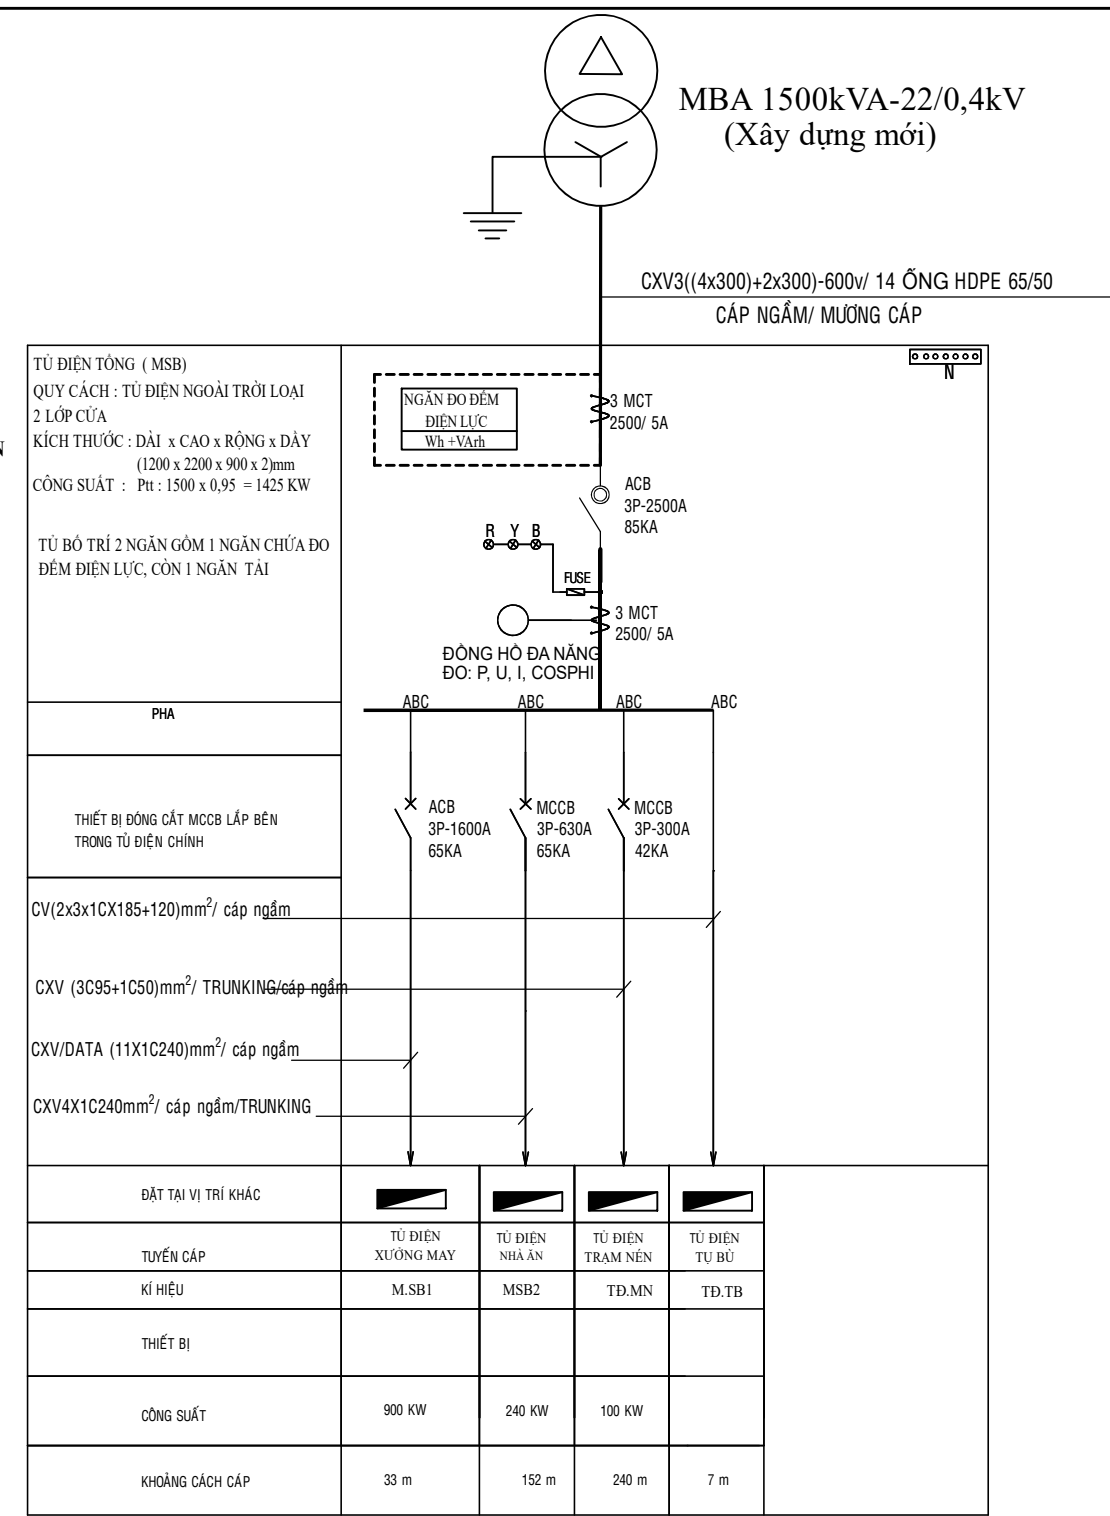 MBA 1500kVA-22/0,4kV
(Xây dựng mới)
CXV3((4x300)+2x300)-600v/ 14 ỐNG HDPE 65/50
CÁP NGẦM/ MƯƠNG CÁP
TỦ ĐIỆN TỔNG ( MSB)
QUY CÁCH : TỦ ĐIỆN NGOÀI TRỜI LOẠI
2 LỚP CỬA
KÍCH THƯỚC : DÀI x CAO x RỘNG x DẦY
(1200 x 2200 x 900 x 2)mm
CÔNG SUẤT : Ptt : 1500 x 0,95 = 1425 KW
TỦ BỐ TRÍ 2 NGĂN GỒM 1 NGĂN CHỨA ĐO
ĐẾM ĐIỆN LỰC, CÒN 1 NGĂN TẢI
N
N
NGĂN ĐO ĐẾM
ĐIỆN LỰC
Wh +VArh
3 MCT
2500/ 5A
ACB
3P-2500A
85KA
R Y B
FUSE
3 MCT
2500/ 5A
ĐỒNG HỒ ĐA NĂNG
ĐO: P, U, I, COSPHI
PHA
ABC ABC ABC ABC
THIẾT BỊ ĐÓNG CẮT MCCB LẮP BÊN
TRONG TỦ ĐIỆN CHÍNH
ACB
3P-1600A
65KA
MCCB
3P-630A
65KA
MCCB
3P-300A
42KA
CV(2x3x1CX185+120)mm²/ cáp ngầm
CXV (3C95+1C50)mm²/ TRUNKING/cáp ngầm
CXV/DATA (11X1C240)mm²/ cáp ngầm
CXV4X1C240mm²/ cáp ngầm/TRUNKING
ĐẶT TẠI VỊ TRÍ KHÁC
TUYẾN CÁP
TỦ ĐIỆN
XƯỞNG MAY
TỦ ĐIỆN
NHÀ ĂN
TỦ ĐIỆN
TRẠM NÉN
TỦ ĐIỆN
TỤ BÙ
KÍ HIỆU M.SB1 MSB2 TĐ.MN TĐ.TB
THIẾT BỊ
CÔNG SUẤT 900 KW 240 KW 100 KW
KHOẢNG CÁCH CÁP 33 m 152 m 240 m 7 m